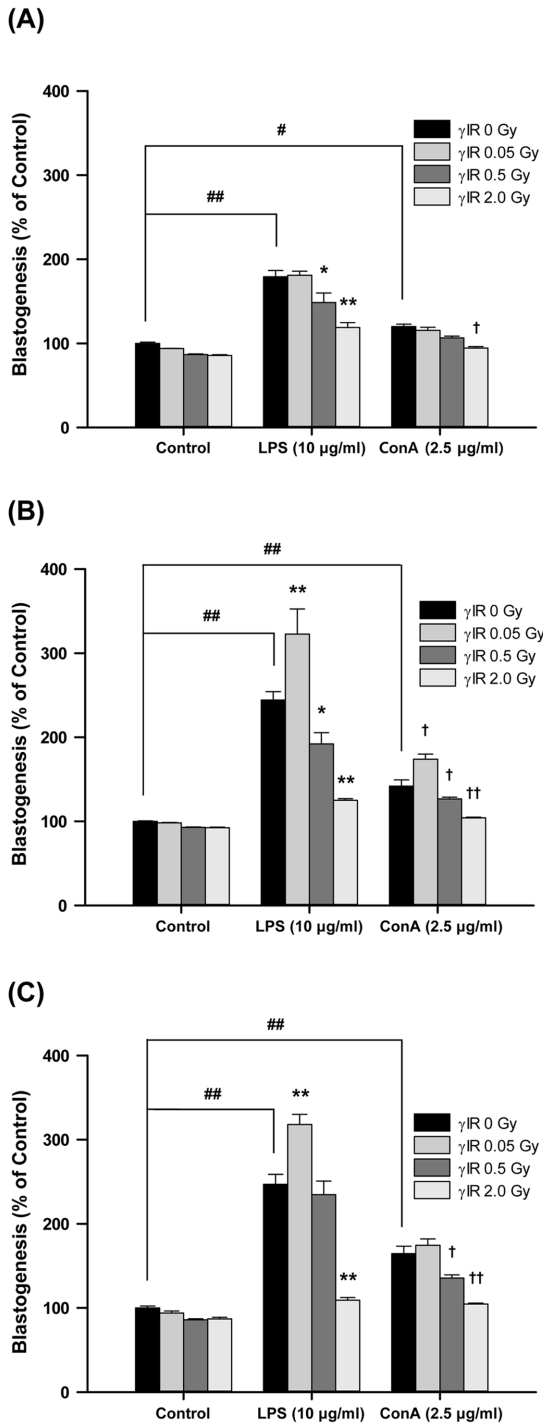 (A)
Blastogenesis (% of Control)
400
300
200
100
0
#
##
*
**
†
γIR 0 Gy
γIR 0.05 Gy
γIR 0.5 Gy
γIR 2.0 Gy
Control
LPS (10 µg/ml)
ConA (2.5 µg/ml)
(B)
Blastogenesis (% of Control)
400
300
200
100
0
##
##
**
*
**
†
†
††
γIR 0 Gy
γIR 0.05 Gy
γIR 0.5 Gy
γIR 2.0 Gy
Control
LPS (10 µg/ml)
ConA (2.5 µg/ml)
(C)
Blastogenesis (% of Control)
400
300
200
100
0
##
##
**
**
†
††
γIR 0 Gy
γIR 0.05 Gy
γIR 0.5 Gy
γIR 2.0 Gy
Control
LPS (10 µg/ml)
ConA (2.5 µg/ml)